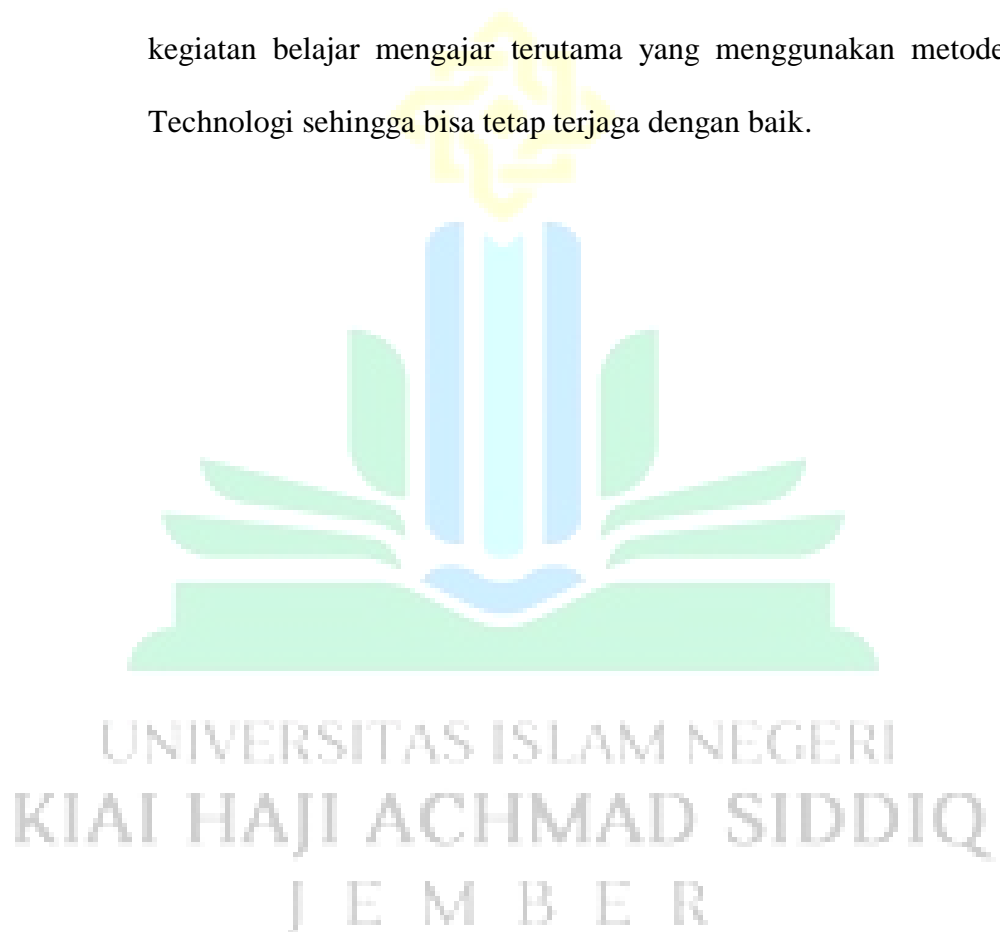 kegiatan belajar mengajar terutama yang menggunakan metode
Technologi sehingga bisa tetap terjaga dengan baik.
UNIVERSITAS ISLAM NEGERI
KIAI HAJI ACHMAD SIDDIQ
JEMBER